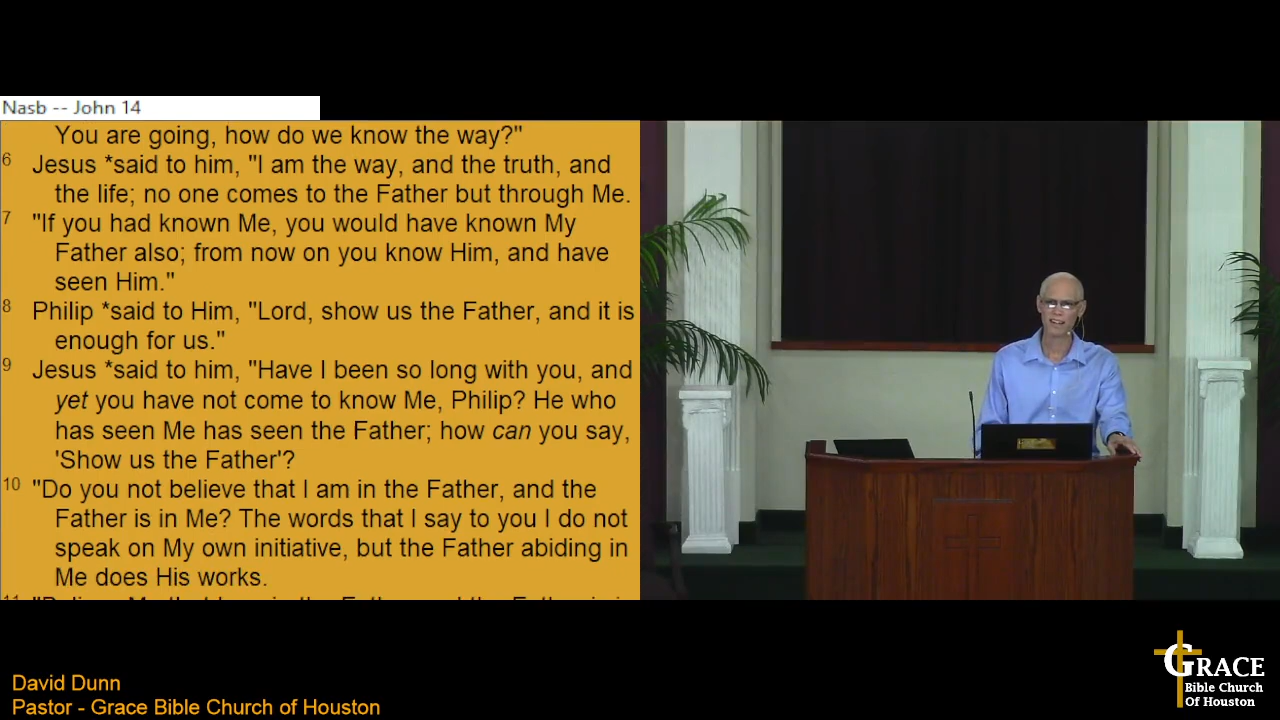 Nasb -- John 14
You are going, how do we know the way?"
6 Jesus *said to him, "I am the way, and the truth, and
the life; no one comes to the Father but through Me.
7 "If you had known Me, you would have known My
Father also; from now on you know Him, and have
seen Him."
8 Philip *said to Him, "Lord, show us the Father, and it is
enough for us."
9 Jesus *said to him, "Have I been so long with you, and
yet you have not come to know Me, Philip? He who
has seen Me has seen the Father; how can you say,
'Show us the Father'?
10 "Do you not believe that I am in the Father, and the
Father is in Me? The words that I say to you I do not
speak on My own initiative, but the Father abiding in
Me does His works.
David Dunn
Pastor - Grace Bible Church of Houston
GRACE
Bible Church
Of Houston